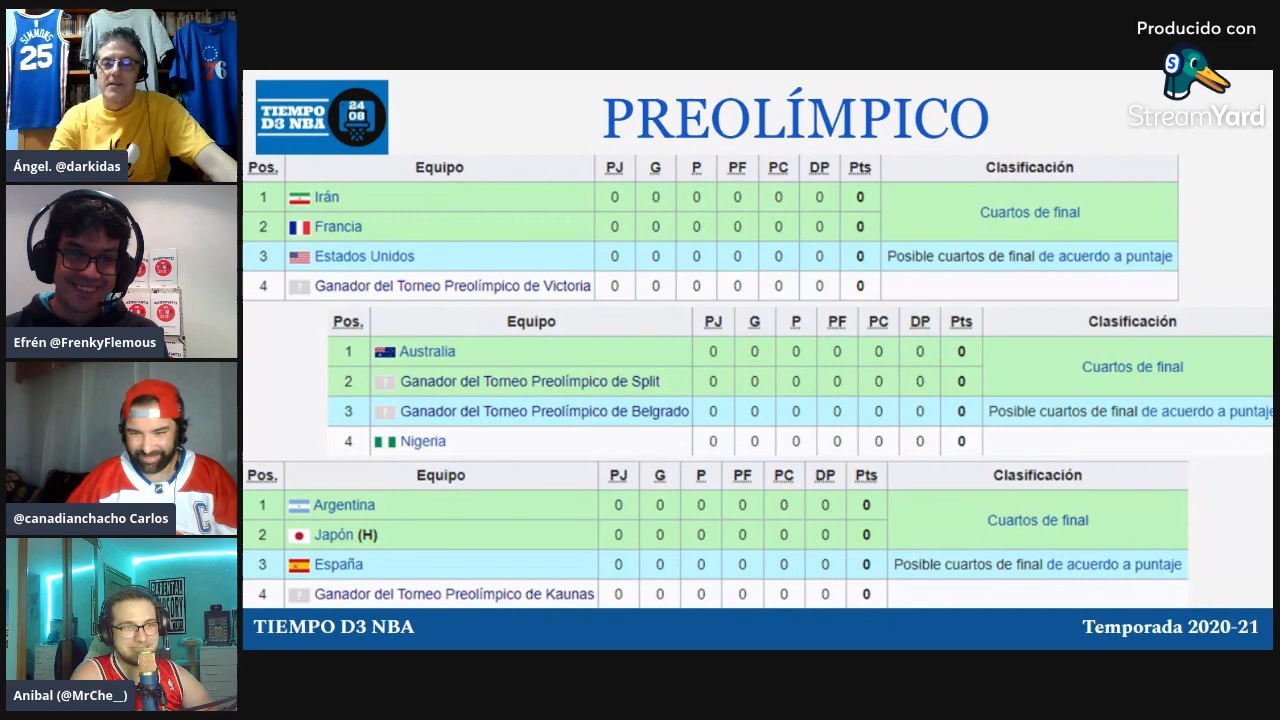 SIMMONS
25
76
Ángel. @darkidas
Efrén @FrenkyFlemous
C
@canadianchacho Carlos
PARENTAL
ADVISORY
Anibal (@MrChe__)
Producido con
S
StreamYard
TIEMPO
D3 NBA
24
08
PREOLÍMPICO
Pos. Equipo PJ G P PF PC DP Pts Clasificación
1 Irán 0 0 0 0 0 0 0 Cuartos de final
2 Francia 0 0 0 0 0 0 0
3 Estados Unidos 0 0 0 0 0 0 0 Posible cuartos de final de acuerdo a puntaje
4 ? Ganador del Torneo Preolímpico de Victoria 0 0 0 0 0 0 0
Pos. Equipo PJ G P PF PC DP Pts Clasificación
1 Australia 0 0 0 0 0 0 0 Cuartos de final
2 ? Ganador del Torneo Preolímpico de Split 0 0 0 0 0 0 0
3 ? Ganador del Torneo Preolímpico de Belgrado 0 0 0 0 0 0 0 Posible cuartos de final de acuerdo a puntaje
4 Nigeria 0 0 0 0 0 0 0
Pos. Equipo PJ G P PF PC DP Pts Clasificación
1 Argentina 0 0 0 0 0 0 0 Cuartos de final
2 Japón (H) 0 0 0 0 0 0 0
3 España 0 0 0 0 0 0 0 Posible cuartos de final de acuerdo a puntaje
4 ? Ganador del Torneo Preolímpico de Kaunas 0 0 0 0 0 0 0
TIEMPO D3 NBA
Temporada 2020-21